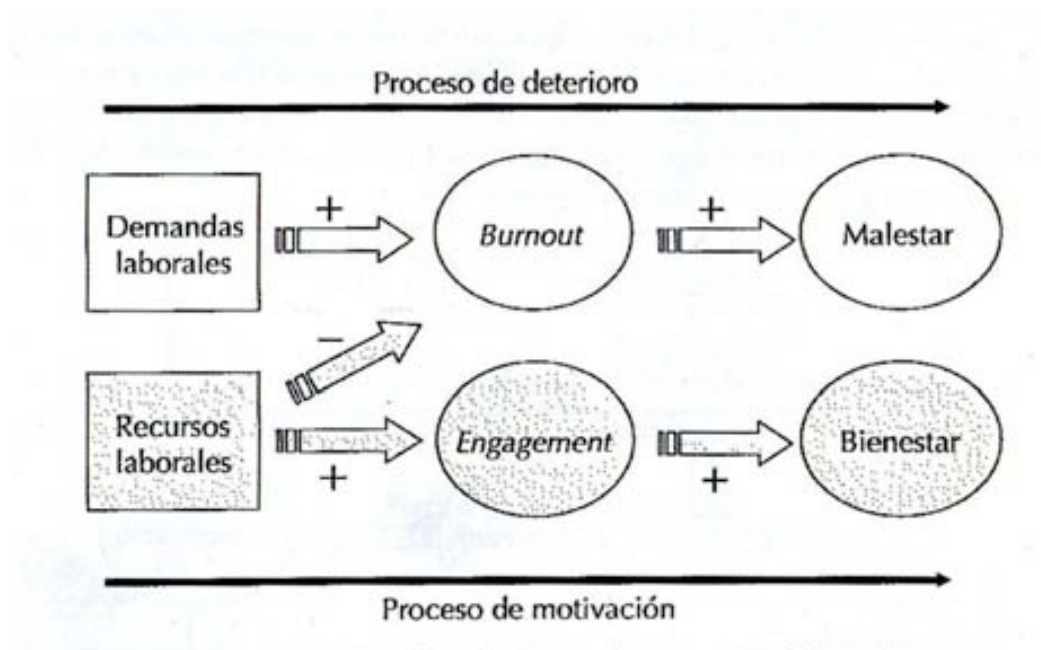 Proceso de deterioro
+
+
Demandas
laborales
Burnout
Malestar
−
Recursos
laborales
Engagement
Bienestar
+
+
Proceso de motivación